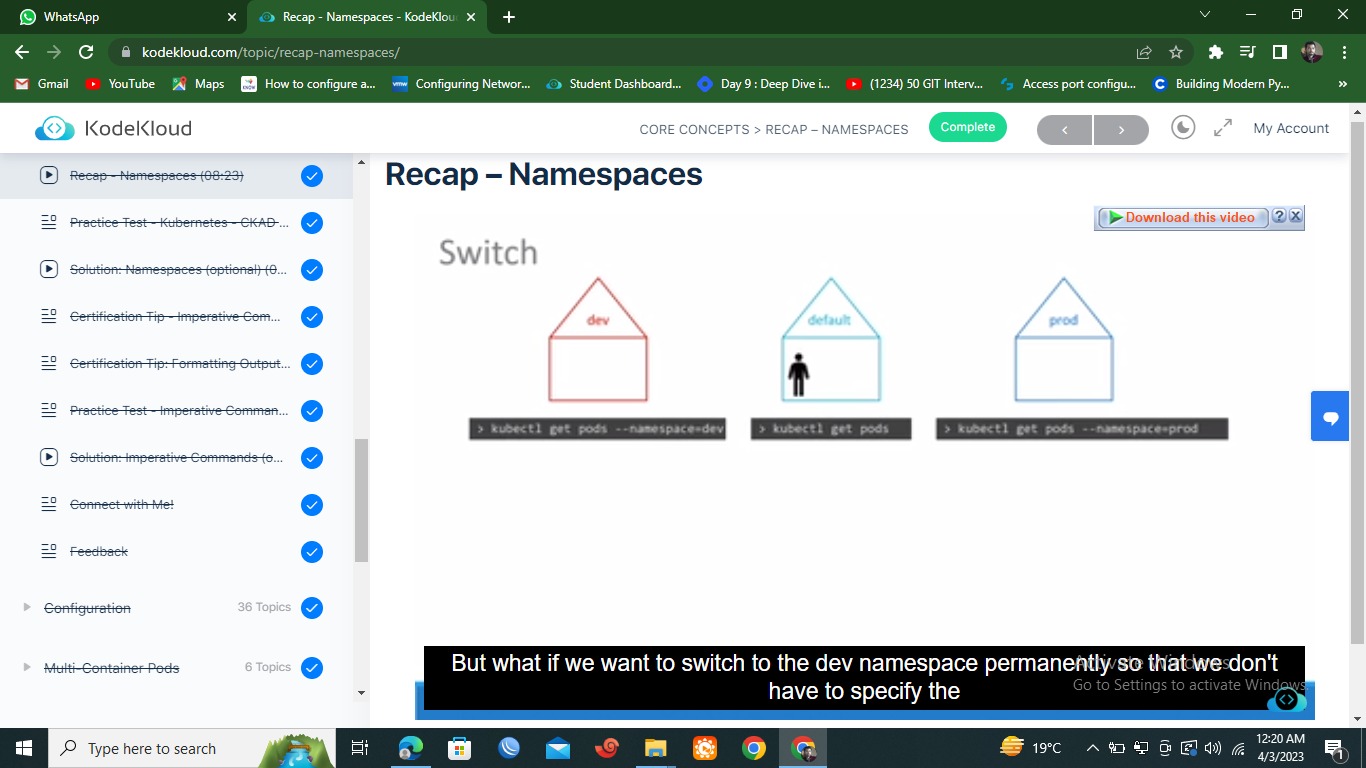 WhatsApp
Recap - Namespaces - KodeKlou
kodekloud.com/topic/recap-namespaces/
Gmail
YouTube
Maps
How to configure a...
Configuring Networ...
Student Dashboard...
Day 9 : Deep Dive i...
(1234) 50 GIT Interv...
Access port configu...
Building Modern Py...
»
KodeKloud
CORE CONCEPTS > RECAP – NAMESPACES
Complete
My Account
Recap - Namespaces (08:23)
Practice Test - Kubernetes - CKAD ...
Solution: Namespaces (optional) (0...
Certification Tip - Imperative Com...
Certification Tip: Formatting Output...
Practice Test - Imperative Comman...
Solution: Imperative Commands (o...
Connect with Me!
Feedback
Configuration
36 Topics
Multi-Container Pods
6 Topics
Recap – Namespaces
Download this video
? X
Switch
dev
default
prod
> kubectl get pods --namespace=dev
> kubectl get pods
> kubectl get pods --namespace=prod
But what if we want to switch to the dev namespace permanently so that we don't
have to specify the
Activate Windows
Go to Settings to activate Windows.
Type here to search
19°C
12:20 AM
4/3/2023
1